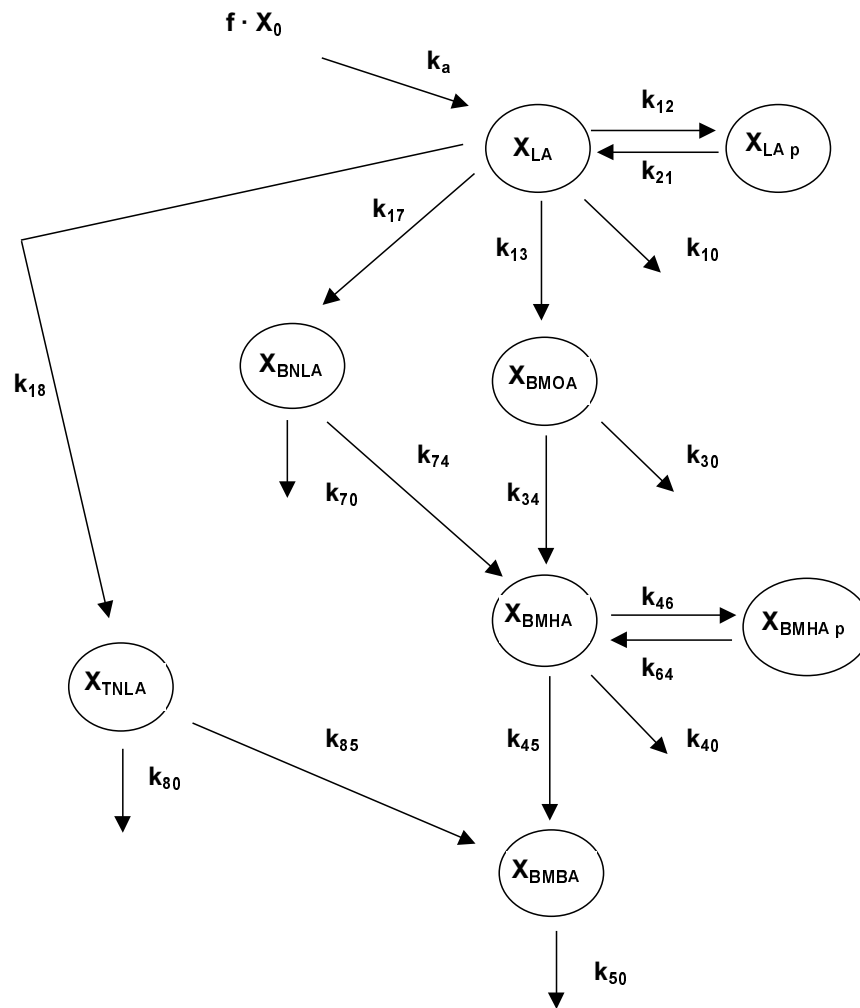 f · X0
ka
k12
XLA
XLA p
k21
k17
k13
k10
XBNLA
XBMOA
k18
k74
k30
k70
k34
XBMHA
k46
XBMHA p
k64
XTNLA
k85
k45
k40
k80
XBMBA
k50